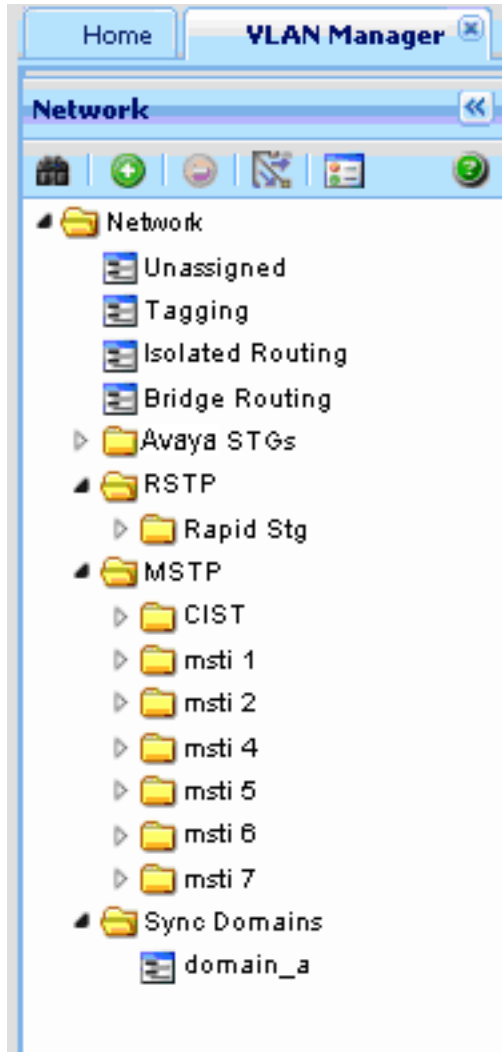 Home VLAN Manager
Network
Network
Unassigned
Tagging
Isolated Routing
Bridge Routing
Avaya STGs
RSTP
Rapid Stg
MSTP
CIST
msti 1
msti 2
msti 4
msti 5
msti 6
msti 7
Sync Domains
domain_a